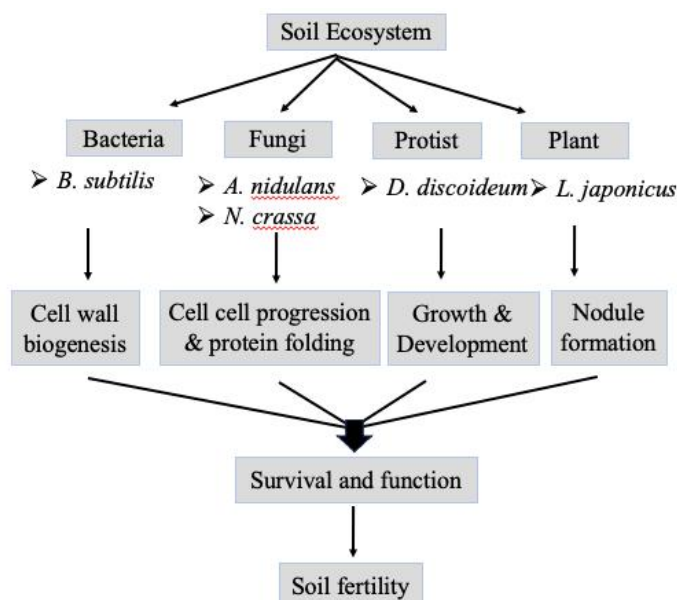 Soil Ecosystem
Bacteria
Fungi
Protist
Plant
➢ B. subtilis
➢ A. nidulans
➢ N. crassa
➢ D. discoideum
➢ L. japonicus
Cell wall
biogenesis
Cell cell progression
& protein folding
Growth &
Development
Nodule
formation
Survival and function
Soil fertility